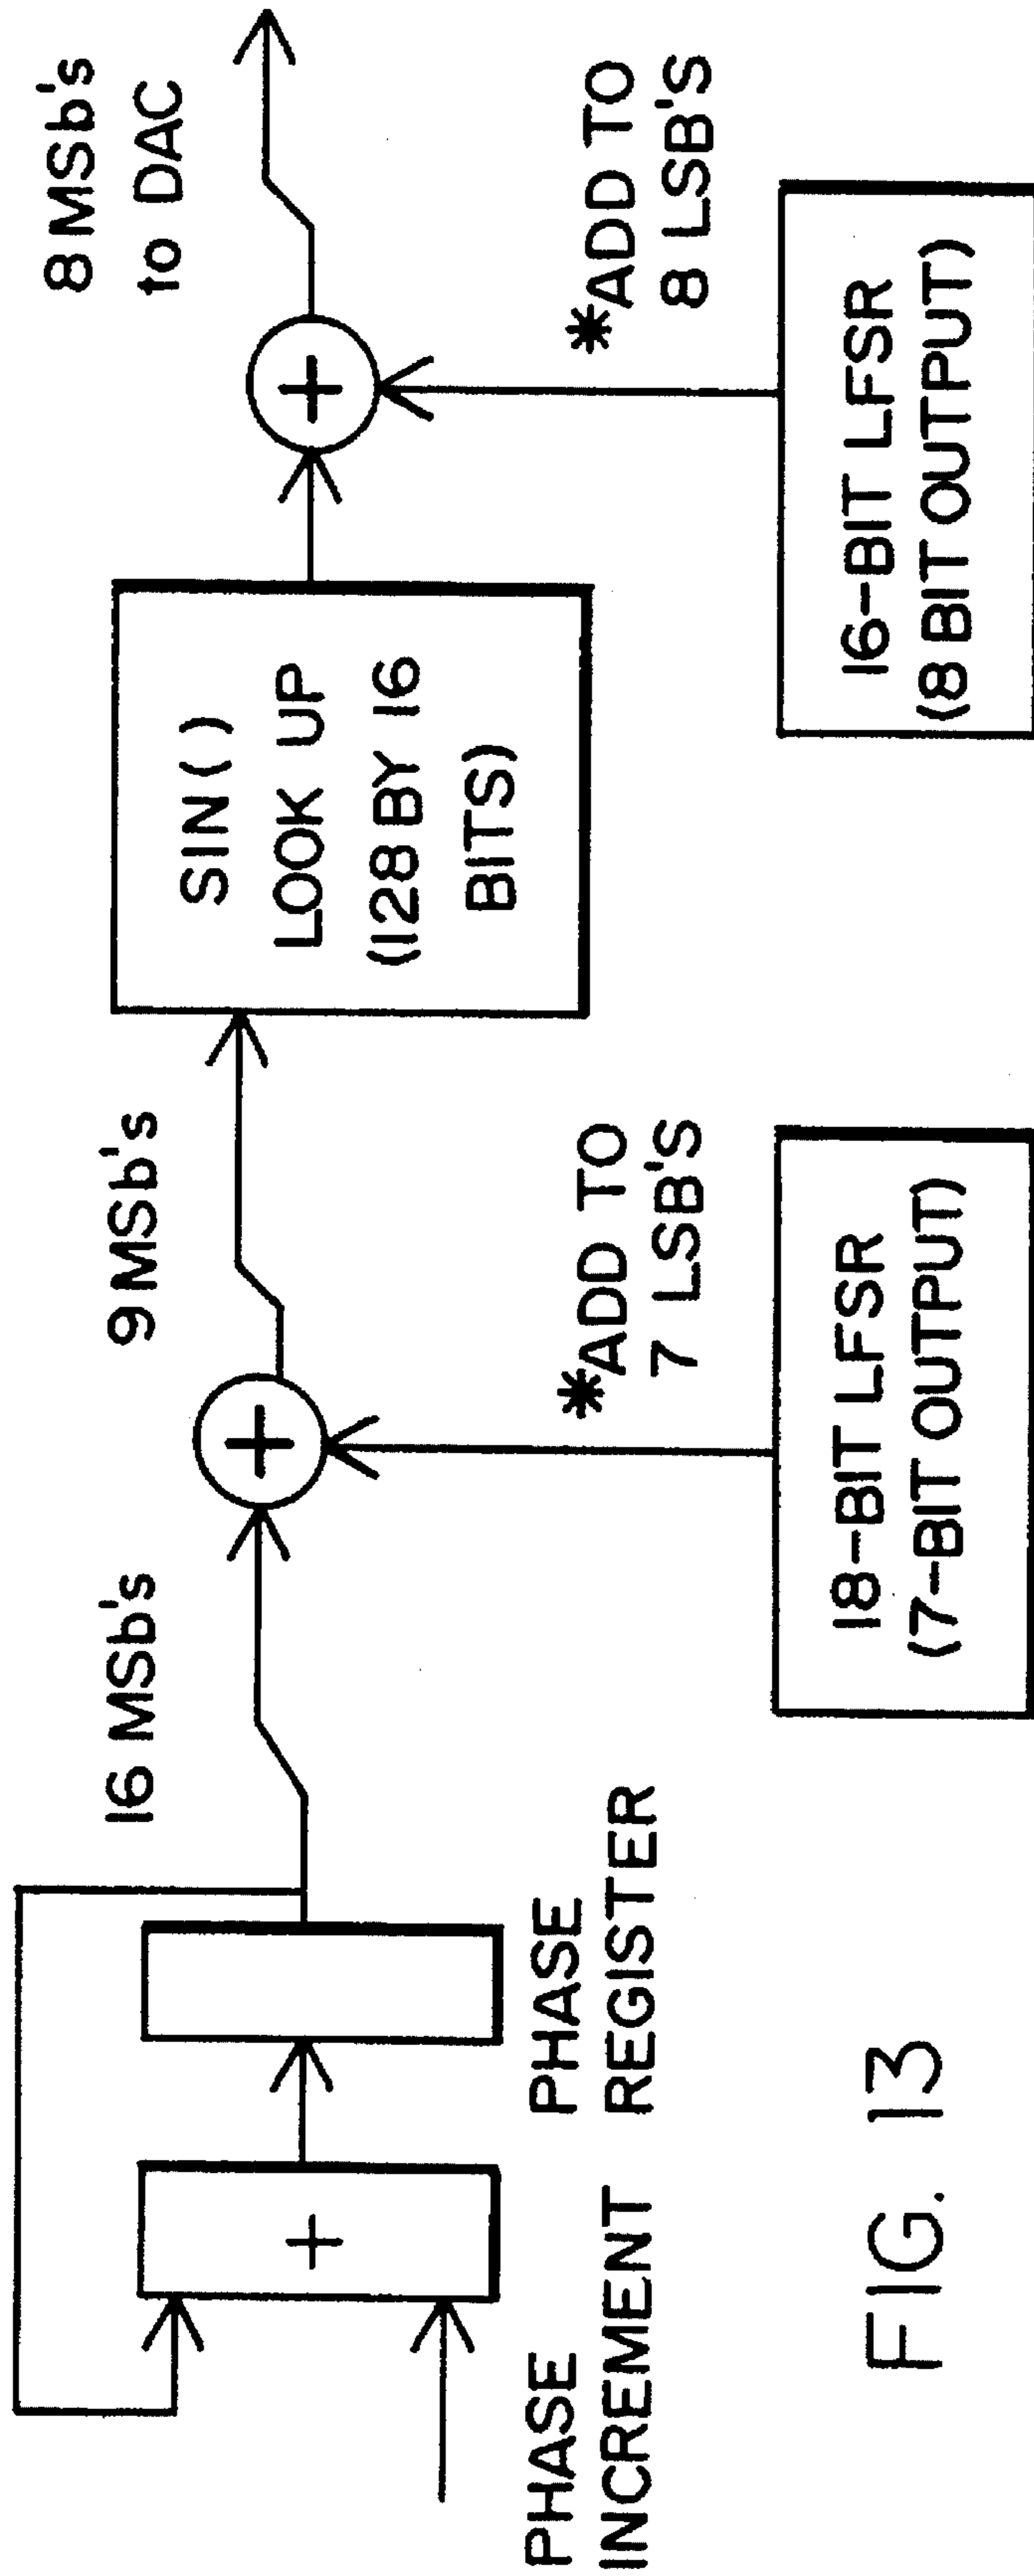 PHASE
INCREMENT
+
PHASE
REGISTER
16 MSb's
+
*ADD TO
7 LSB'S
18-BIT LFSR
(7-BIT OUTPUT)
9 MSb's
SIN( )
LOOK UP
(128 BY 16
BITS)
+
*ADD TO
8 LSB'S
16-BIT LFSR
(8 BIT OUTPUT)
8 MSb's
to DAC
FIG. 13